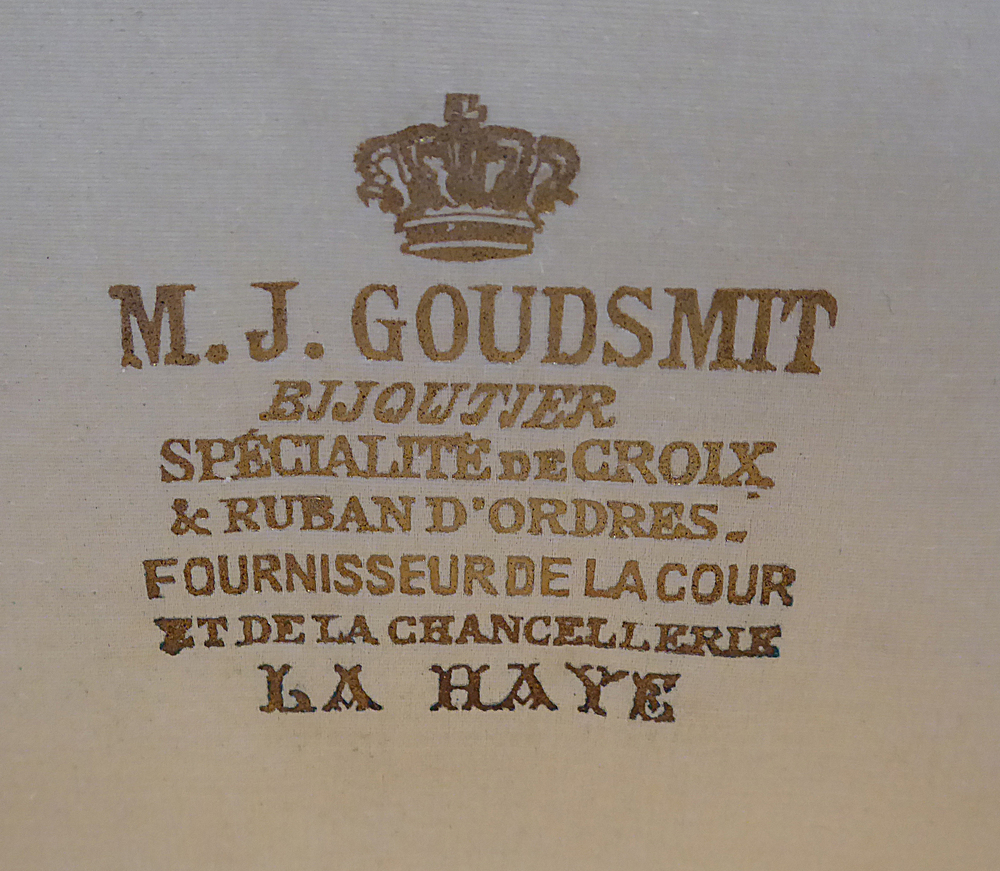 M. J. GOUDSMIT
BIJOUTIER
SPÉCIALITÉ DE CROIX
& RUBAN D'ORDRES.
FOURNISSEUR DE LA COUR
ET DE LA CHANCELLERIE
LA HAYE